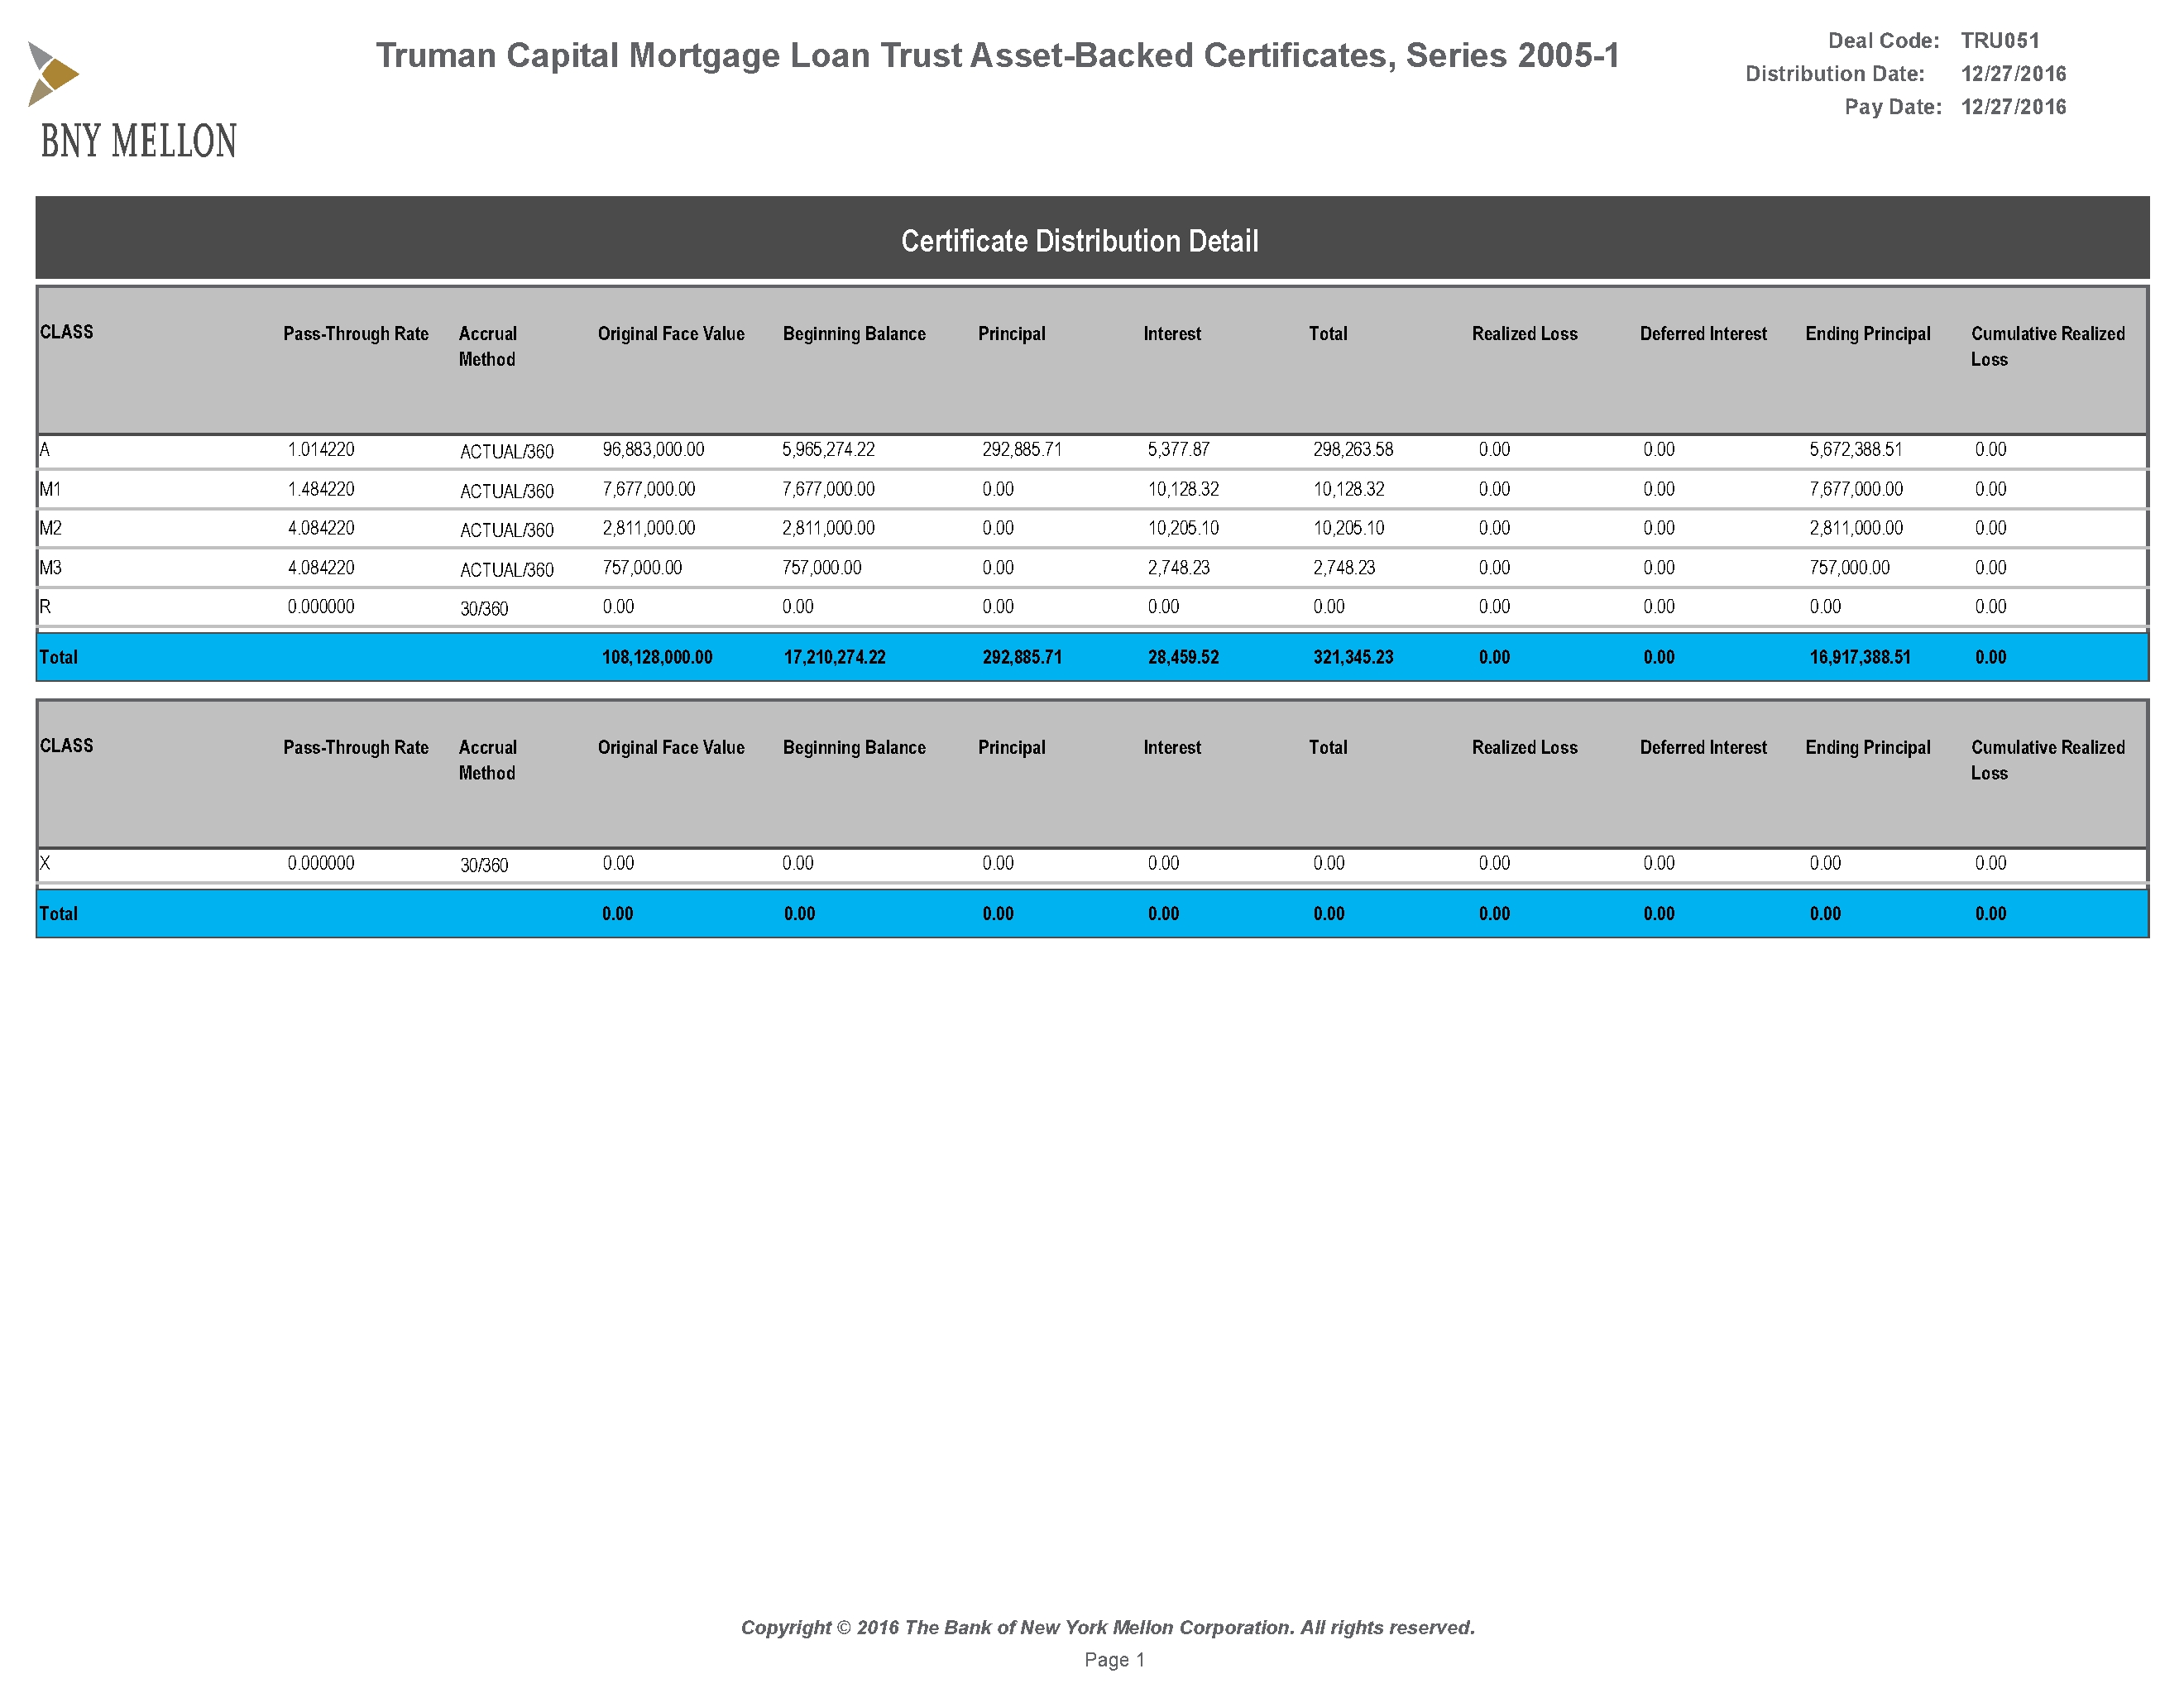 Truman Capital Mortgage Loan Trust Asset-Backed Certificates, Series 2005-1
Deal Code: TRU051
Distribution Date: 12/27/2016
Pay Date: 12/27/2016
BNY MELLON
Certificate Distribution Detail
CLASS Pass-Through Rate Accrual Method Original Face Value Beginning Balance Principal Interest Total Realized Loss Deferred Interest Ending Principal Cumulative Realized Loss
A 1.014220 ACTUAL/360 96,883,000.00 5,965,274.22 292,885.71 5,377.87 298,263.58 0.00 0.00 5,672,388.51 0.00
M1 1.484220 ACTUAL/360 7,677,000.00 7,677,000.00 0.00 10,128.32 10,128.32 0.00 0.00 7,677,000.00 0.00
M2 4.084220 ACTUAL/360 2,811,000.00 2,811,000.00 0.00 10,205.10 10,205.10 0.00 0.00 2,811,000.00 0.00
M3 4.084220 ACTUAL/360 757,000.00 757,000.00 0.00 2,748.23 2,748.23 0.00 0.00 757,000.00 0.00
R 0.000000 30/360 0.00 0.00 0.00 0.00 0.00 0.00 0.00 0.00 0.00
Total 108,128,000.00 17,210,274.22 292,885.71 28,459.52 321,345.23 0.00 0.00 16,917,388.51 0.00
CLASS Pass-Through Rate Accrual Method Original Face Value Beginning Balance Principal Interest Total Realized Loss Deferred Interest Ending Principal Cumulative Realized Loss
X 0.000000 30/360 0.00 0.00 0.00 0.00 0.00 0.00 0.00 0.00 0.00
Total 0.00 0.00 0.00 0.00 0.00 0.00 0.00 0.00 0.00
Copyright © 2016 The Bank of New York Mellon Corporation. All rights reserved.
Page 1